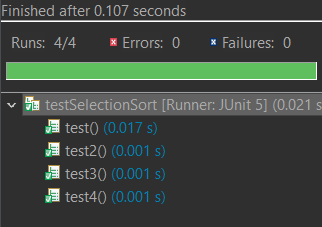 Finished after 0.107 seconds
Runs: 4/4 Errors: 0 Failures: 0
testSelectionSort [Runner: JUnit 5] (0.021 s
test() (0.017 s)
test2() (0.001 s)
test3() (0.001 s)
test4() (0.001 s)